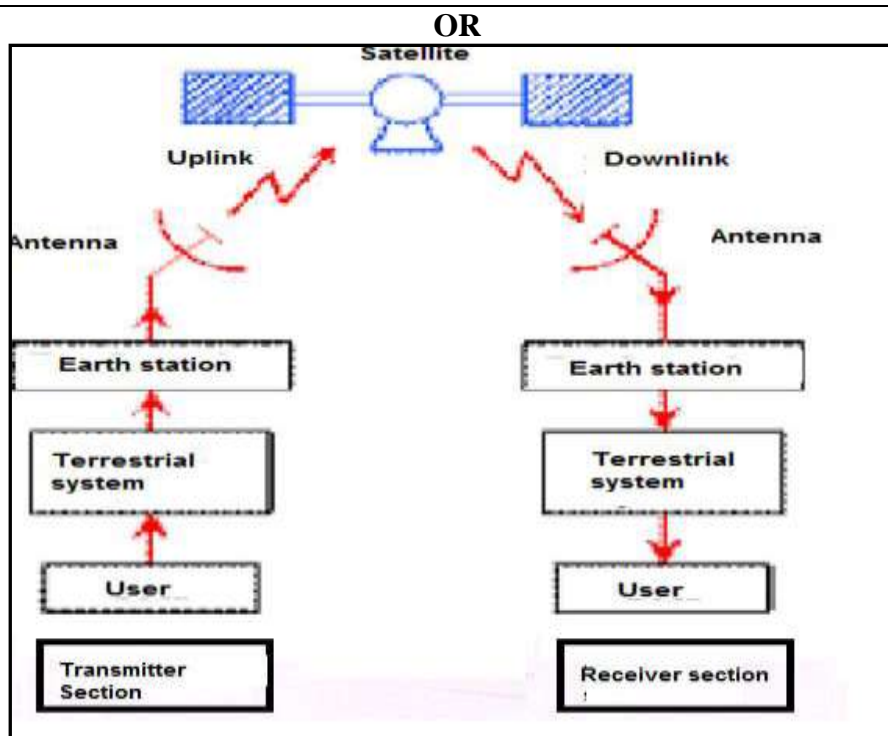 OR
Satellite
Uplink
Downlink
Antenna
Antenna
Earth station
Earth station
Terrestrial
system
Terrestrial
system
User
User
Transmitter
Section
Receiver section